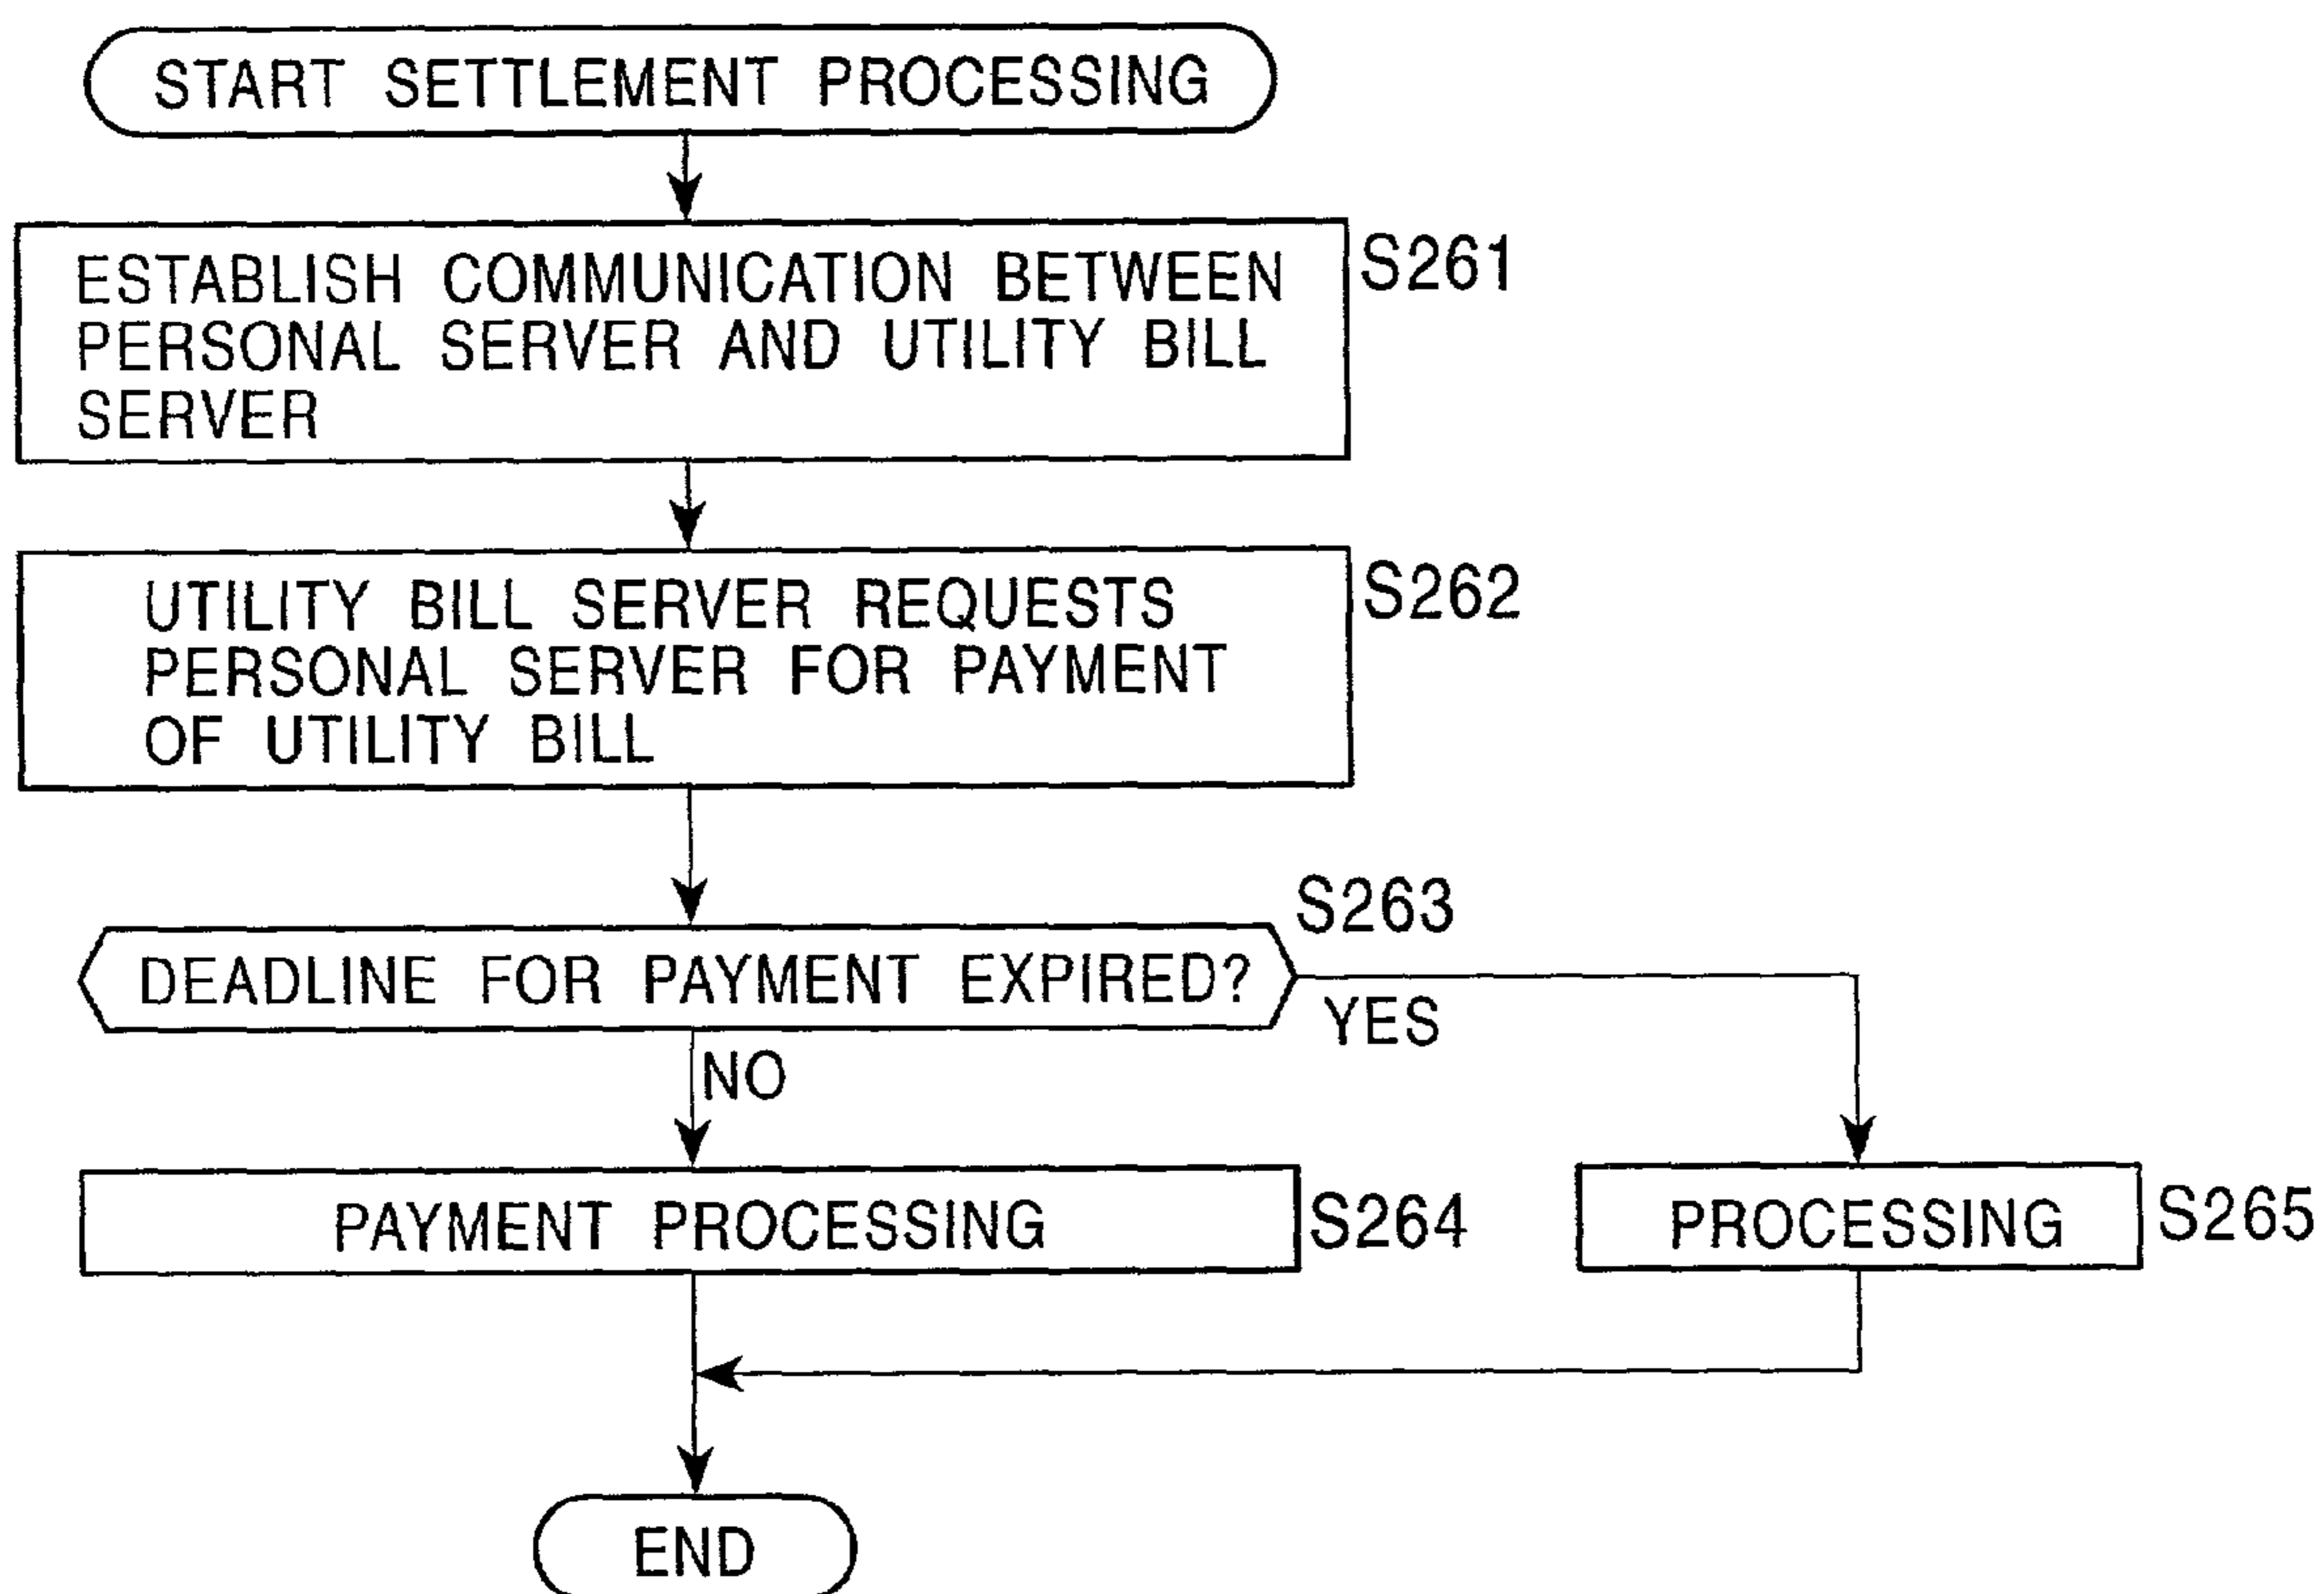 START SETTLEMENT PROCESSING
ESTABLISH COMMUNICATION BETWEEN
PERSONAL SERVER AND UTILITY BILL
SERVER
S261
UTILITY BILL SERVER REQUESTS
PERSONAL SERVER FOR PAYMENT
OF UTILITY BILL
S262
S263
DEADLINE FOR PAYMENT EXPIRED?
YES
NO
PAYMENT PROCESSING
S264
PROCESSING
S265
END